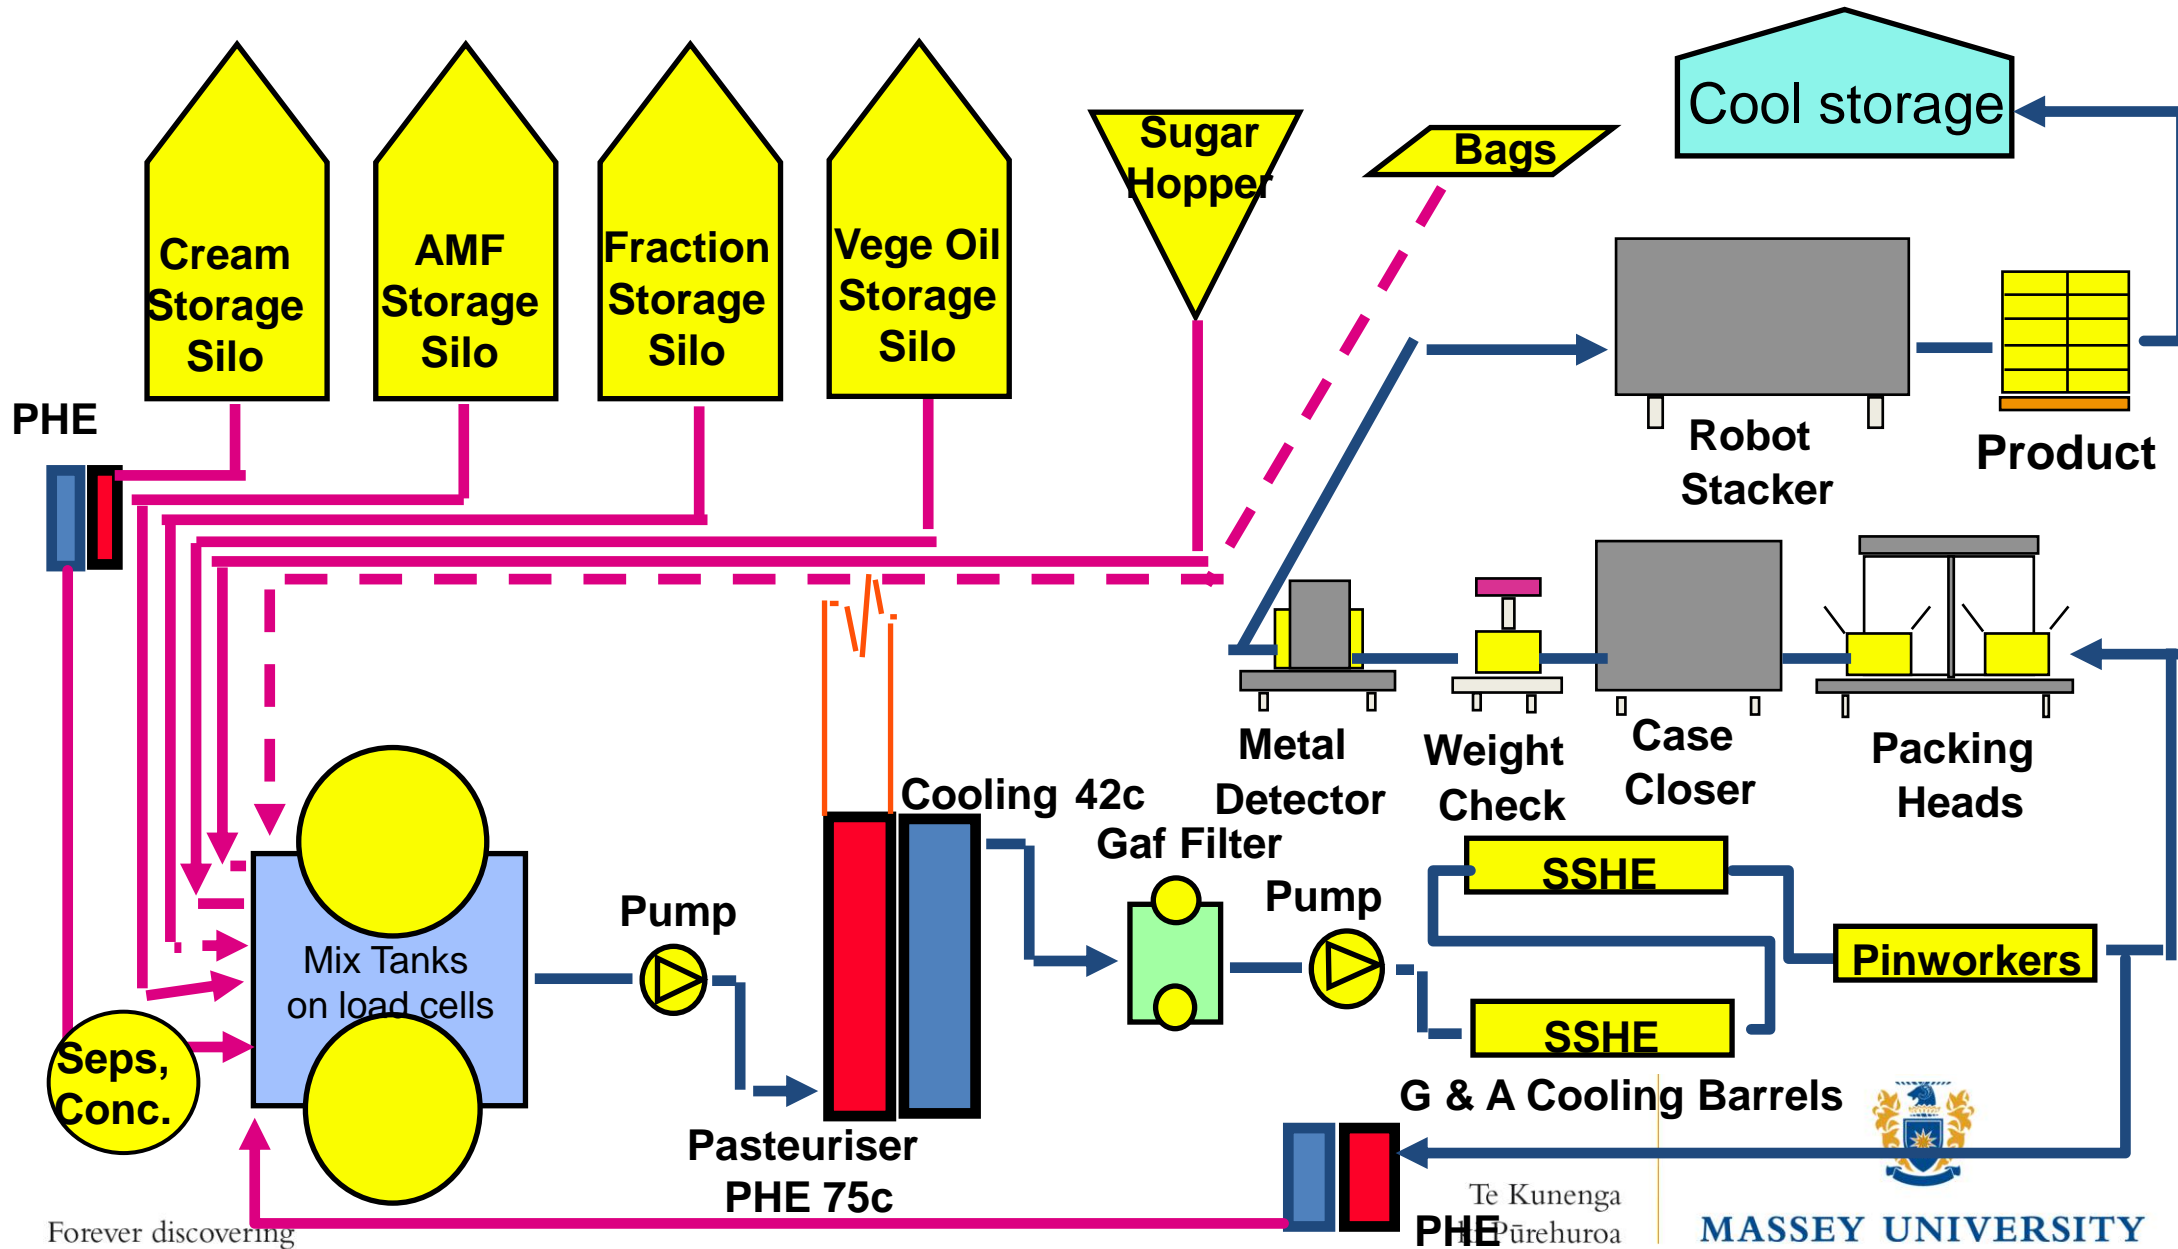 Cool storage
Sugar
Hopper
Bags
Cream
Storage
Silo
AMF
Storage
Silo
Fraction
Storage
Silo
Vege Oil
Storage
Silo
PHE
Robot
Stacker
Product
Metal
Detector
Weight
Check
Case
Closer
Packing
Heads
Cooling 42c
Gaf Filter
Pump
Pump
SSHE
Pinworkers
Mix Tanks
on load cells
SSHE
Seps,
Conc.
G & A Cooling Barrels
Pasteuriser
PHE 75c
PHE
Forever discovering
Te Kunenga
ki Pūrehuroa
MASSEY UNIVERSITY